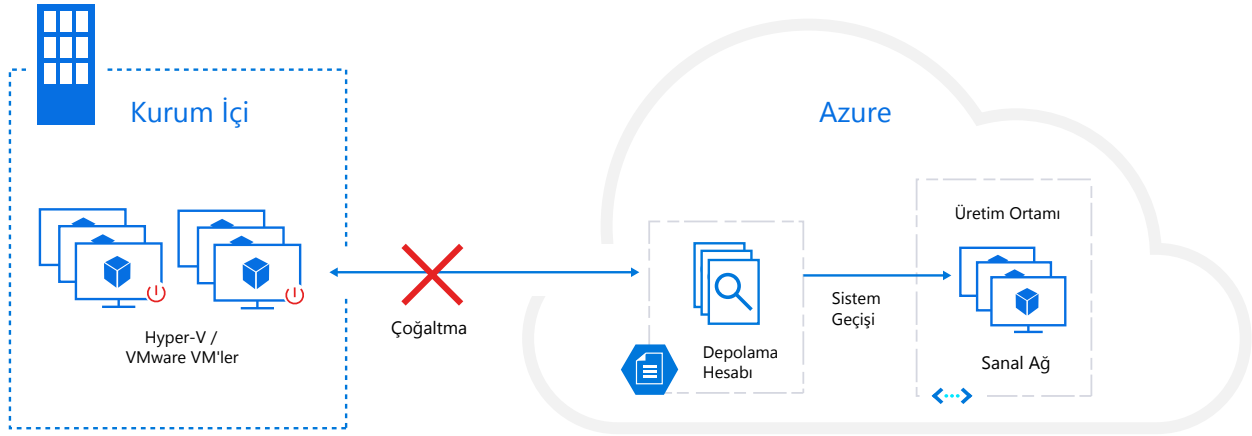 Kurum İçi
Azure
Üretim Ortamı
Hyper-V /
VMware VM'ler
Çoğaltma
Sistem
Geçişi
Depolama
Hesabı
Sanal Ağ